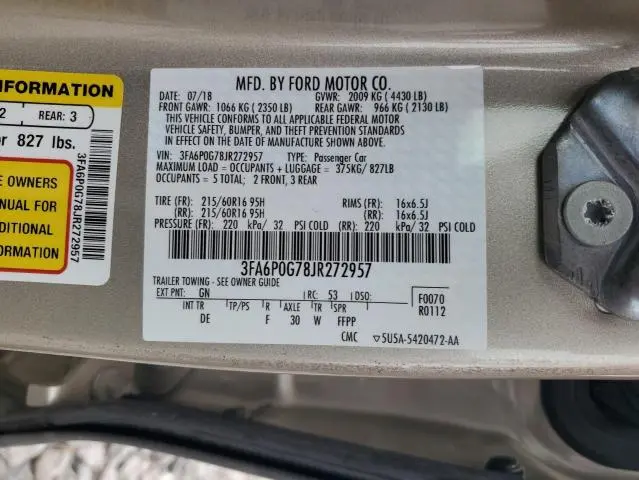 INFORMATION
2 REAR: 3
or 827 lbs.
E OWNERS
MANUAL FOR
DDITIONAL
FORMATION
3FA6P0G78JR272957
MFD. BY FORD MOTOR CO.
DATE: 07/18 GVWR: 2009 KG (4430 LB)
FRONT GAWR: 1066 KG (2350 LB) REAR GAWR: 966 KG (2130 LB)
THIS VEHICLE CONFORMS TO ALL APPLICABLE FEDERAL MOTOR
VEHICLE SAFETY, BUMPER, AND THEFT PREVENTION STANDARDS
IN EFFECT ON THE DATE OF MANUFACTURE SHOWN ABOVE.
VIN: 3FA6P0G78JR272957 TYPE: Passenger Car
MAXIMUM LOAD = OCCUPANTS + LUGGAGE = 375KG/ 827LB
OCCUPANTS = 5 TOTAL; 2 FRONT, 3 REAR
TIRE (FR): 215/60R16 95H RIMS (FR): 16x6.5J
(RR): 215/60R16 95H (RR): 16x6.5J
PRESSURE (FR): 220 kPa/ 32 PSI COLD (RR): 220 kPa/ 32 PSI COLD
3FA6P0G78JR272957
TRAILER TOWING - SEE OWNER GUIDE
EXT PNT: GN RC: 53 DSO: F0070
INT TR TP/PS R AXLE TR SPR R0112
DE F 30 W FFPP
CMC ▽5U5A-5420472-AA